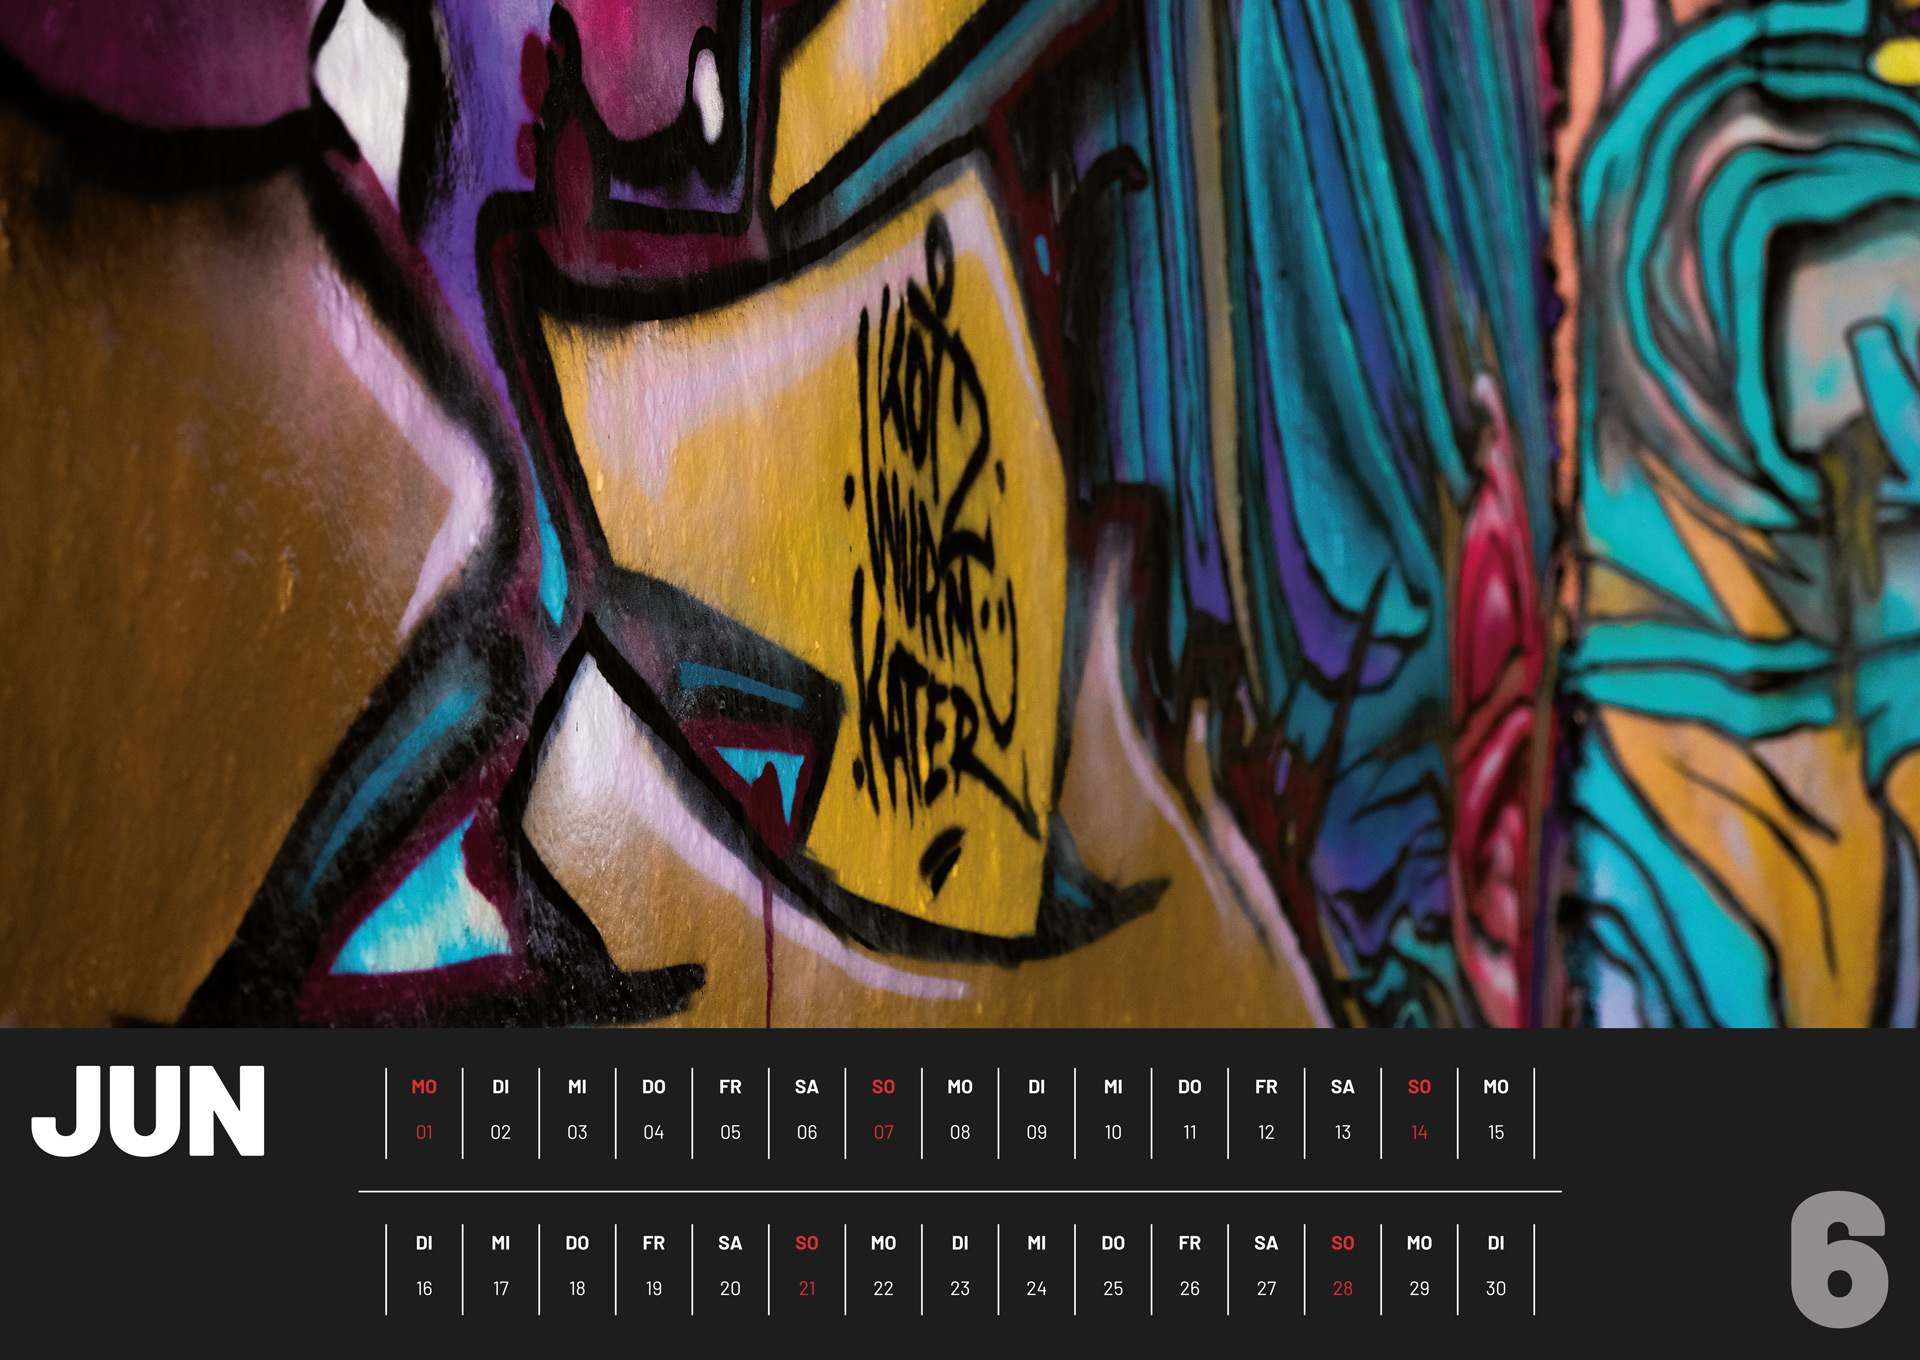 KOT
WURN
KATER
JUN
MO DI MI DO FR SA SO MO DI MI DO FR SA SO MO
01 02 03 04 05 06 07 08 09 10 11 12 13 14 15
DI MI DO FR SA SO MO DI MI DO FR SA SO MO DI
16 17 18 19 20 21 22 23 24 25 26 27 28 29 30
6